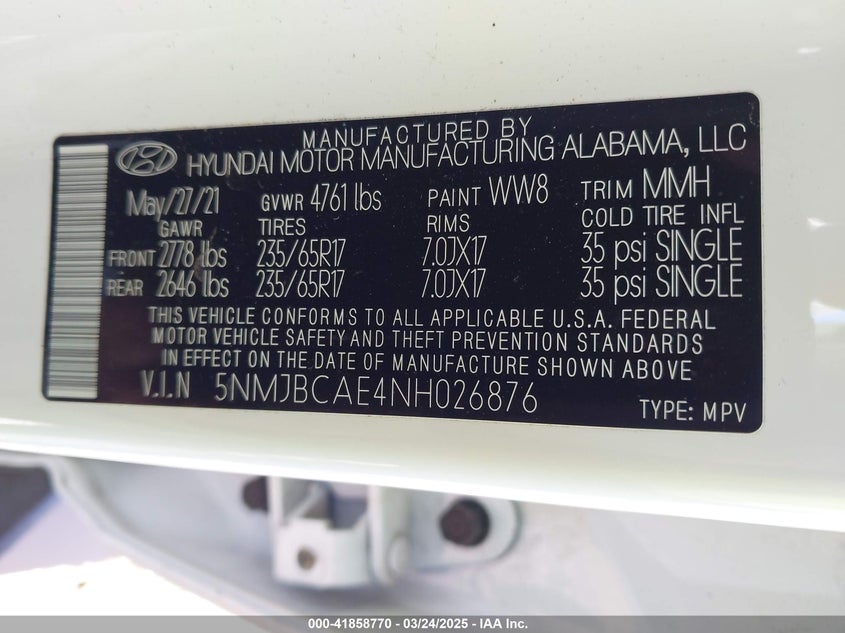 MANUFACTURED BY
HYUNDAI MOTOR MANUFACTURING ALABAMA, LLC
May/27/21 GVWR 4761 lbs PAINT WW8 TRIM MMH
GAWR TIRES RIMS COLD TIRE INFL
FRONT 2778 lbs 235/65R17 7.0JX17 35 psi SINGLE
REAR 2646 lbs 235/65R17 7.0JX17 35 psi SINGLE
THIS VEHICLE CONFORMS TO ALL APPLICABLE U.S.A. FEDERAL
MOTOR VEHICLE SAFETY AND THEFT PREVENTION STANDARDS
IN EFFECT ON THE DATE OF MANUFACTURE SHOWN ABOVE
V.I.N 5NMJBCAE4NH026876 TYPE: MPV
000-41858770 - 03/24/2025 - IAA Inc.